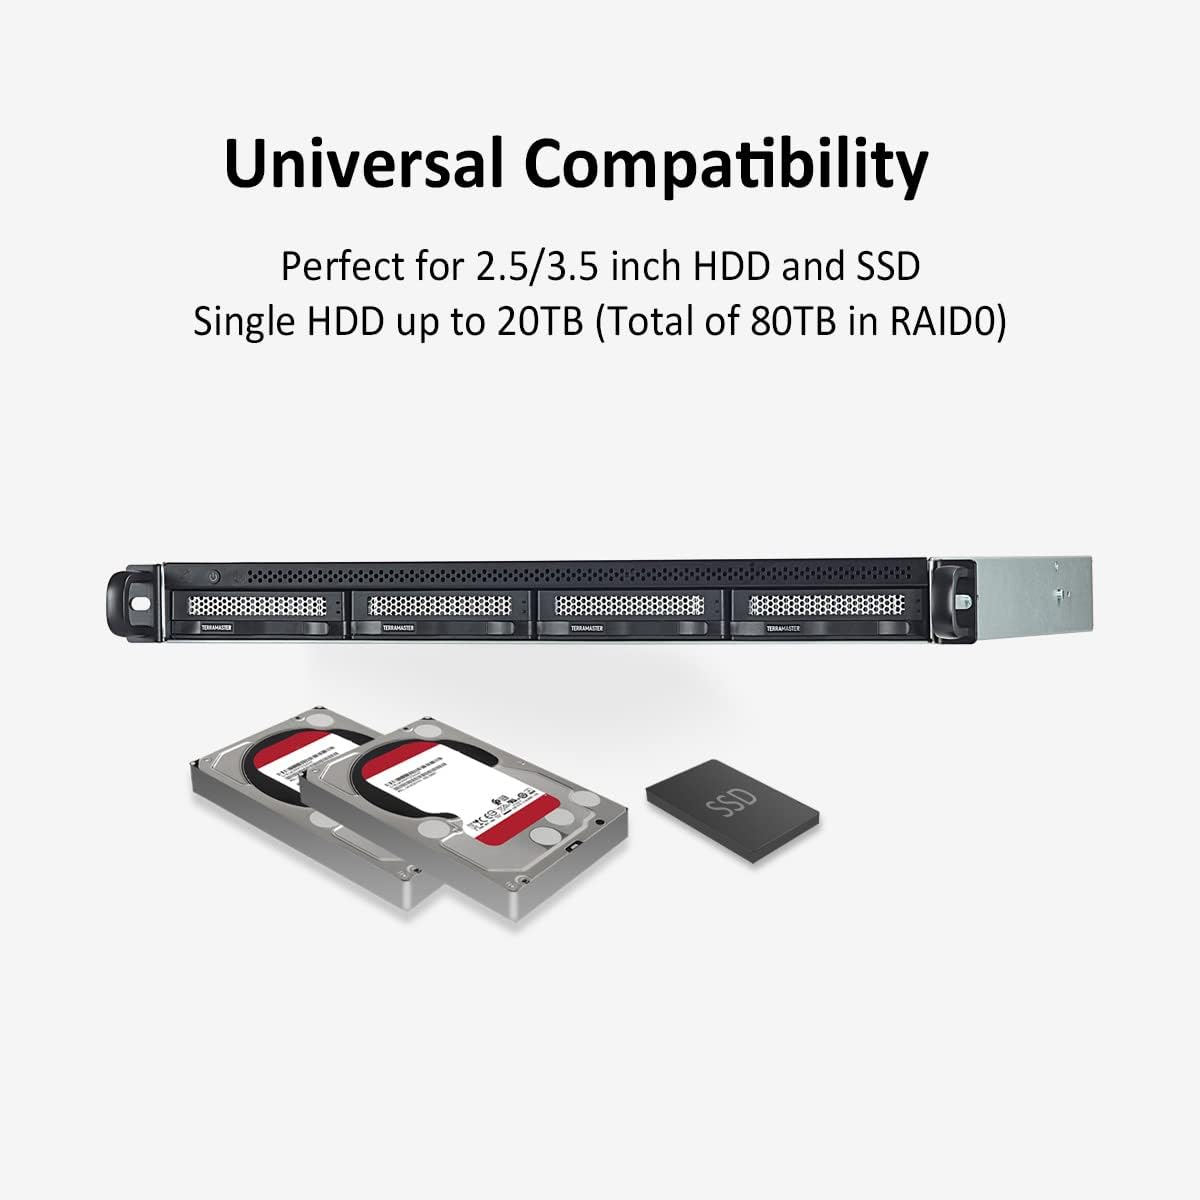 Universal Compatibility
Perfect for 2.5/3.5 inch HDD and SSD
Single HDD up to 20TB (Total of 80TB in RAID0)
TERRAMASTER
TERRAMASTER
TERRAMASTER
TERRAMASTER
SSD